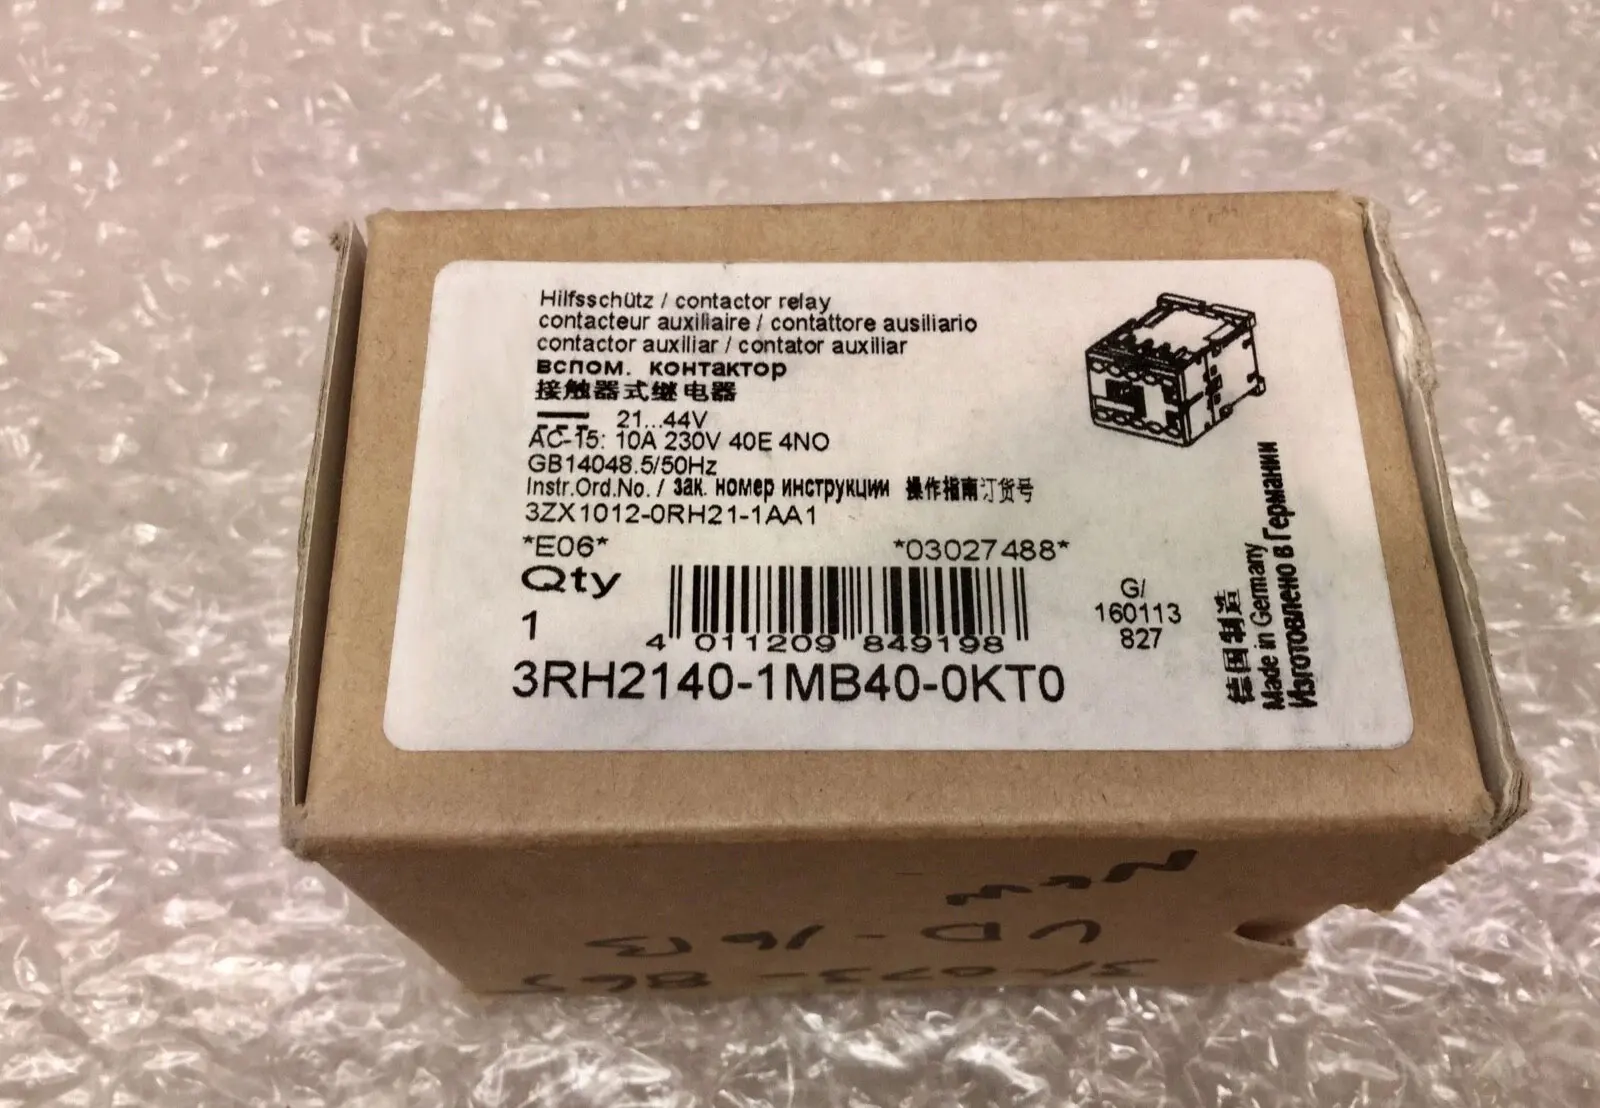 Hilfsschütz / contactor relay
contacteur auxiliaire / contattore ausiliario
contactor auxiliar / contator auxiliar
вспом. контактор
接触器式继电器
21...44V
AC-15: 10A 230V 40E 4NO
GB14048.5/50Hz
Instr.Ord.No. / зак. номер инструкции 操作指南订货号
3ZX1012-0RH21-1AA1
*E06* *03027488*
Qty
1
4 011209 849198
3RH2140-1MB40-0KT0
G/
160113
827
德国制造
Made in Germany
Изготовлено в Германии
New